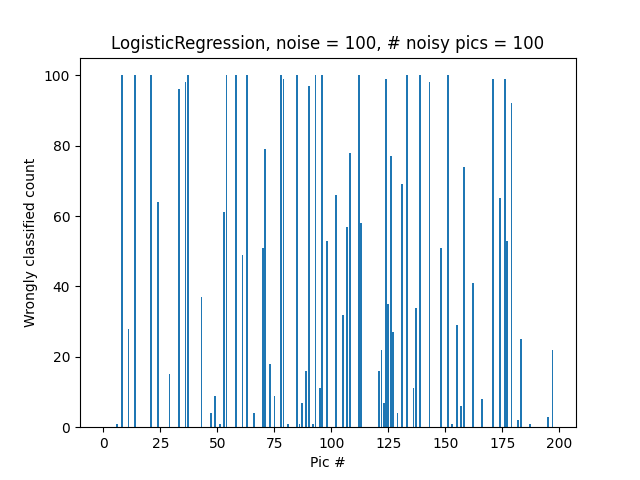 LogisticRegression, noise = 100, # noisy pics = 100
Wrongly classified count
100
80
60
40
20
0
0 25 50 75 100 125 150 175 200
Pic #